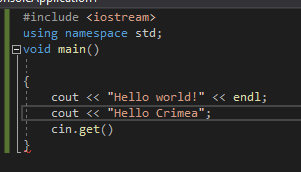 #include <iostream>
using namespace std;
void main()
{
cout << "Hello world!" << endl;
cout << "Hello Crimea";
cin.get()
}